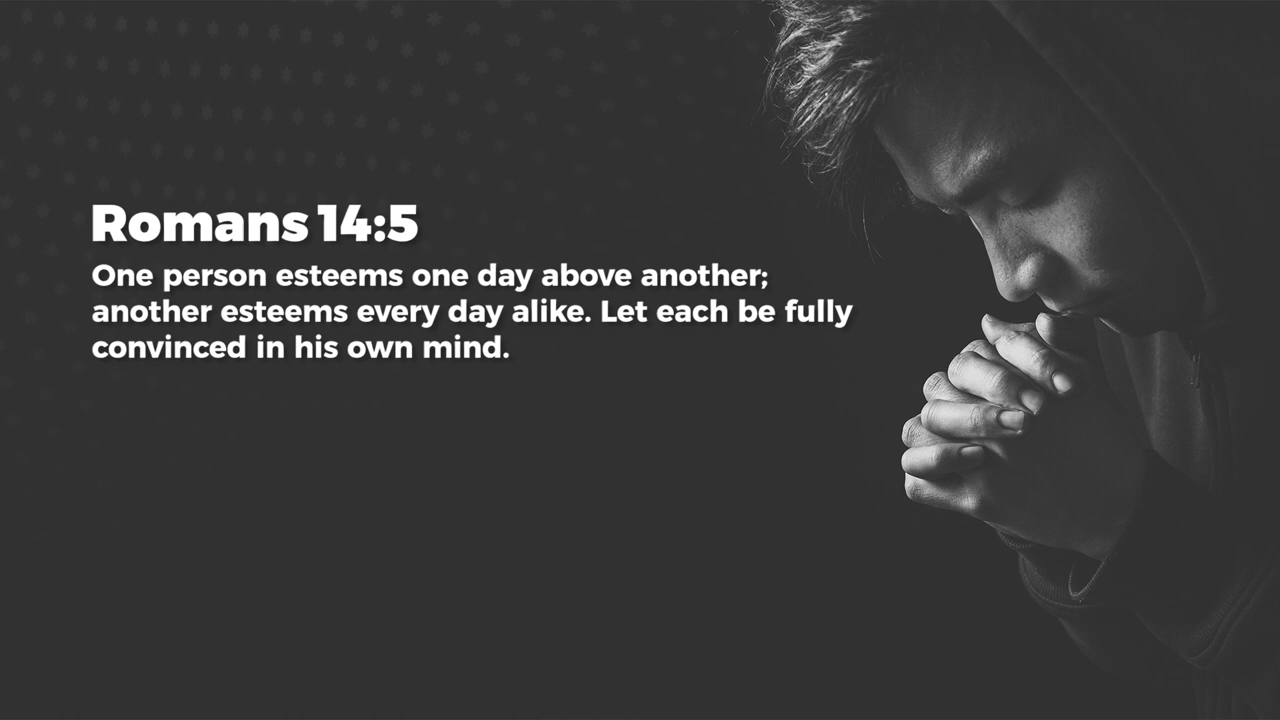 Romans 14:5
One person esteems one day above another;
another esteems every day alike. Let each be fully
convinced in his own mind.